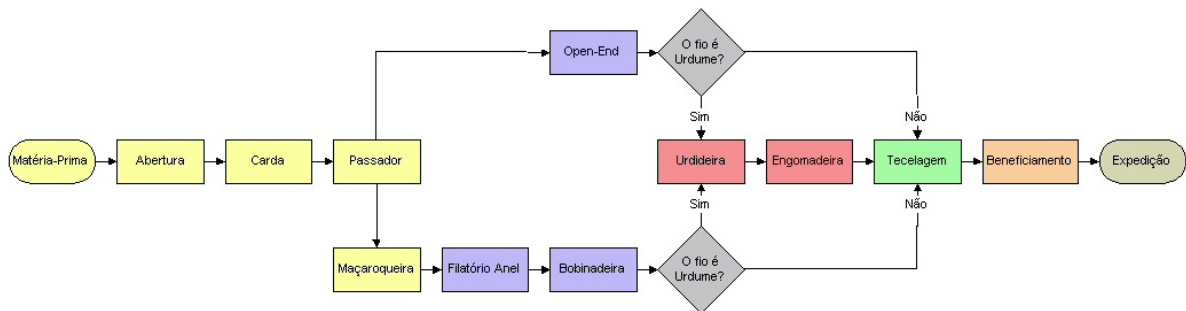 Open-End
O fio é
Urdume?
Sim
Não
Matéria-Prima
Abertura
Carda
Passador
Urdideira
Engomadeira
Tecelagem
Beneficiamento
Expedição
Sim
Não
Maçaroqueira
Filatório Anel
Bobinadeira
O fio é
Urdume?